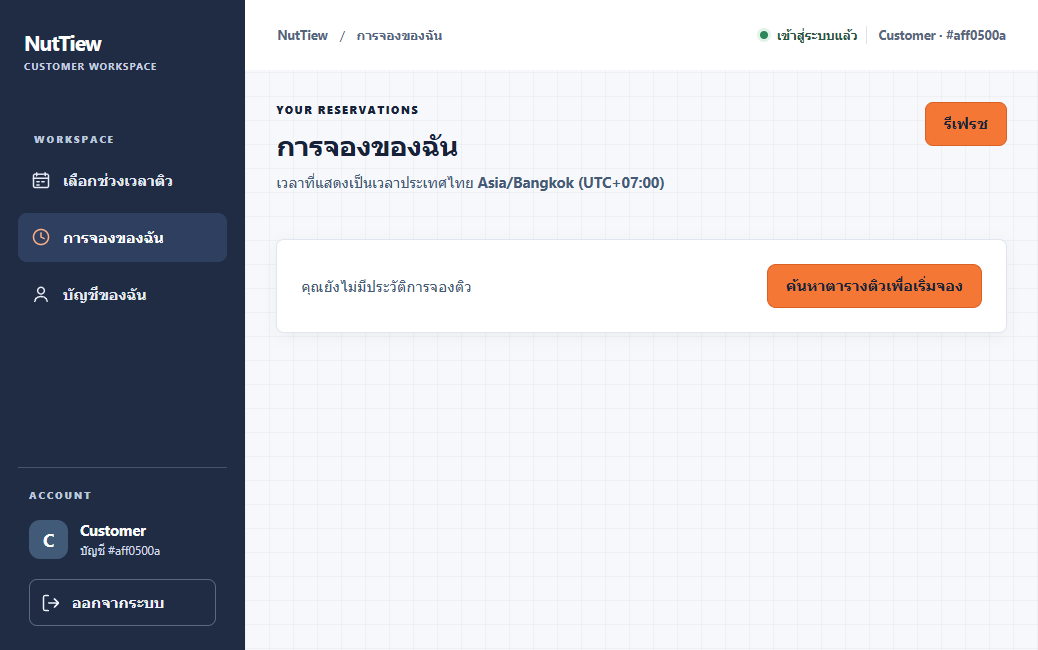 NutTiew
CUSTOMER WORKSPACE
WORKSPACE
เลือกช่วงเวลาติว
การจองของฉัน
บัญชีของฉัน
ACCOUNT
C
Customer
บัญชี #aff0500a
ออกจากระบบ
NutTiew / การจองของฉัน
เข้าสู่ระบบแล้ว
Customer · #aff0500a
YOUR RESERVATIONS
การจองของฉัน
เวลาที่แสดงเป็นเวลาประเทศไทย Asia/Bangkok (UTC+07:00)
รีเฟรช
คุณยังไม่มีประวัติการจองติว
ค้นหาตารางติวเพื่อเริ่มจอง